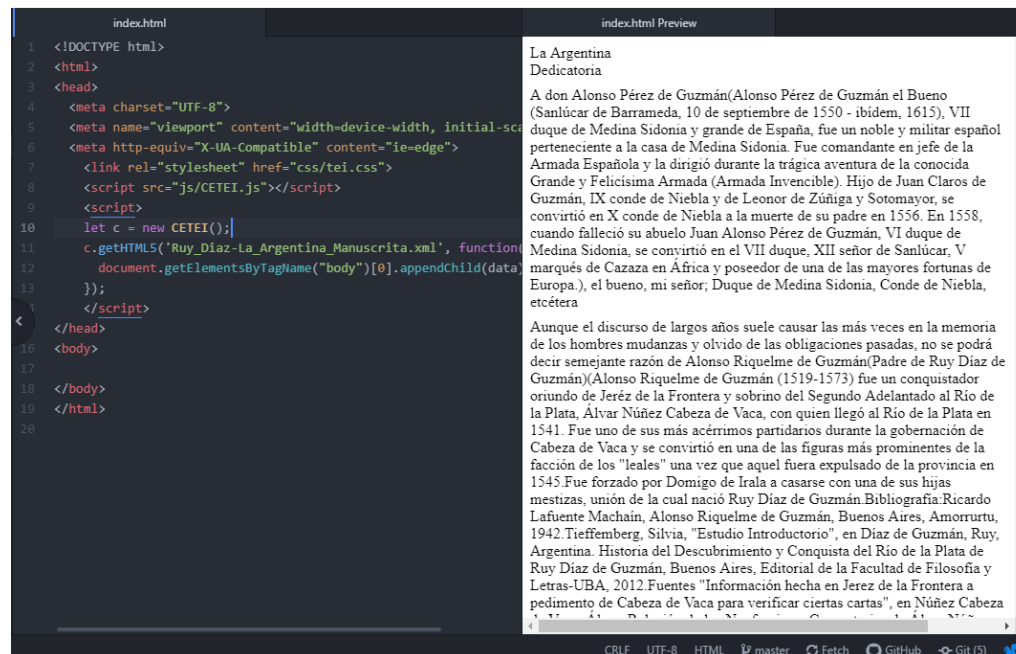 index.html
1 <!DOCTYPE html>
2 <html>
3 <head>
4 <meta charset="UTF-8">
5 <meta name="viewport" content="width=device-width, initial-sca
6 <meta http-equiv="X-UA-Compatible" content="ie=edge">
7 <link rel="stylesheet" href="css/tei.css">
8 <script src="js/CETEI.js"></script>
9 <script>
10 let c = new CETEI();
11 c.getHTML5('Ruy_Diaz-La_Argentina_Manuscrita.xml', function(
12 document.getElementsByTagName("body")[0].appendChild(data)
13 });
</script>
</head>
16 <body>
17
18 </body>
19 </html>
20
index.html Preview
La Argentina
Dedicatoria
A don Alonso Pérez de Guzmán(Alonso Pérez de Guzmán el Bueno
(Sanlúcar de Barrameda, 10 de septiembre de 1550 - ibídem, 1615), VII
duque de Medina Sidonia y grande de España, fue un noble y militar español
perteneciente a la casa de Medina Sidonia. Fue comandante en jefe de la
Armada Española y la dirigió durante la trágica aventura de la conocida
Grande y Felicísima Armada (Armada Invencible). Hijo de Juan Claros de
Guzmán, IX conde de Niebla y de Leonor de Zúñiga y Sotomayor, se
convirtió en X conde de Niebla a la muerte de su padre en 1556. En 1558,
cuando falleció su abuelo Juan Alonso Pérez de Guzmán, VI duque de
Medina Sidonia, se convirtió en el VII duque, XII señor de Sanlúcar, V
marqués de Cazaza en África y poseedor de una de las mayores fortunas de
Europa.), el bueno, mi señor; Duque de Medina Sidonia, Conde de Niebla,
etcétera
Aunque el discurso de largos años suele causar las más veces en la memoria
de los hombres mudanzas y olvido de las obligaciones pasadas, no se podrá
decir semejante razón de Alonso Riquelme de Guzmán(Padre de Ruy Díaz de
Guzmán)(Alonso Riquelme de Guzmán (1519-1573) fue un conquistador
oriundo de Jeréz de la Frontera y sobrino del Segundo Adelantado al Río de
la Plata, Álvar Núñez Cabeza de Vaca, con quien llegó al Río de la Plata en
1541. Fue uno de sus más acérrimos partidarios durante la gobernación de
Cabeza de Vaca y se convirtió en una de las figuras más prominentes de la
facción de los "leales" una vez que aquel fuera expulsado de la provincia en
1545.Fue forzado por Domigo de Irala a casarse con una de sus hijas
mestizas, unión de la cual nació Ruy Díaz de Guzmán.Bibliografía:Ricardo
Lafuente Machaín, Alonso Riquelme de Guzmán, Buenos Aires, Amorrurtu,
1942.Tieffemberg, Silvia, "Estudio Introductorio", en Díaz de Guzmán, Ruy,
Argentina. Historia del Descubrimiento y Conquista del Río de la Plata de
Ruy Díaz de Guzmán, Buenos Aires, Editorial de la Facultad de Filosofía y
Letras-UBA, 2012.Fuentes "Información hecha en Jerez de la Frontera a
pedimento de Cabeza de Vaca para verificar ciertas cartas", en Núñez Cabeza
CRLF UTF-8 HTML master Fetch GitHub Git (5)